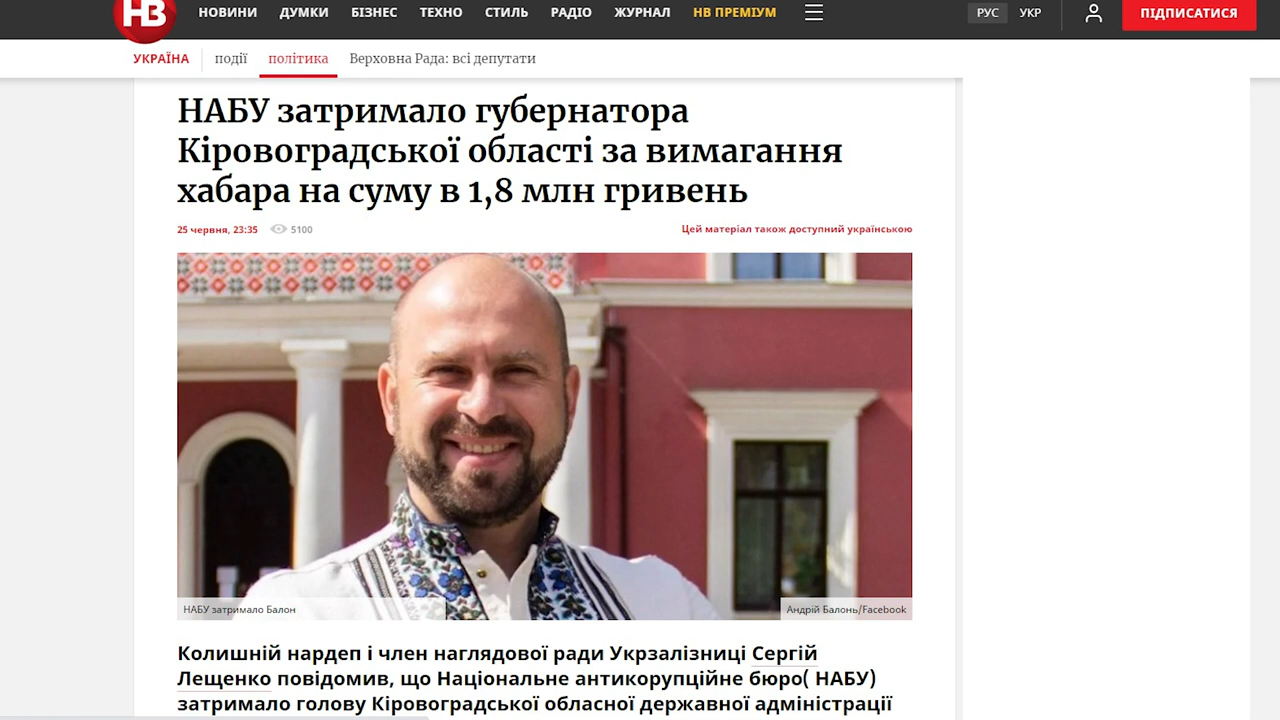 НВ
НОВИНИ ДУМКИ БІЗНЕС ТЕХНО СТИЛЬ РАДІО ЖУРНАЛ НВ ПРЕМІУМ
РУС УКР
ПІДПИСАТИСЯ
УКРАЇНА події політика Верховна Рада: всі депутати
НАБУ затримало губернатора
Кіровоградської області за вимагання
хабара на суму в 1,8 млн гривень
25 червня, 23:35 5100
Цей матеріал також доступний українською
НАБУ затримало Балон
Андрій Балонь/Facebook
Колишній нардеп і член наглядової ради Укрзалізниці Сергій
Лещенко повідомив, що Національне антикорупційне бюро( НАБУ)
затримало голову Кіровоградської обласної державної адміністрації